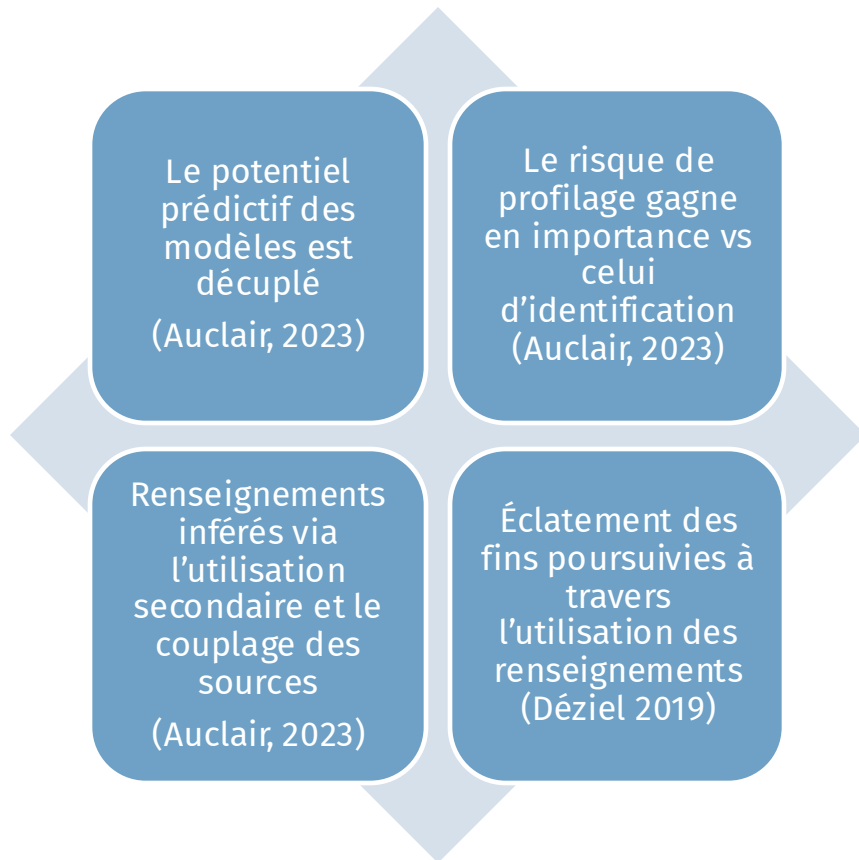 Le potentiel
prédictif des
modèles est
décuplé
(Auclair, 2023)
Le risque de
profilage gagne
en importance vs
celui
d’identification
(Auclair, 2023)
Renseignements
inférés via
l’utilisation
secondaire et le
couplage des
sources
(Auclair, 2023)
Éclatement des
fins poursuivies à
travers
l’utilisation des
renseignements
(Déziel 2019)